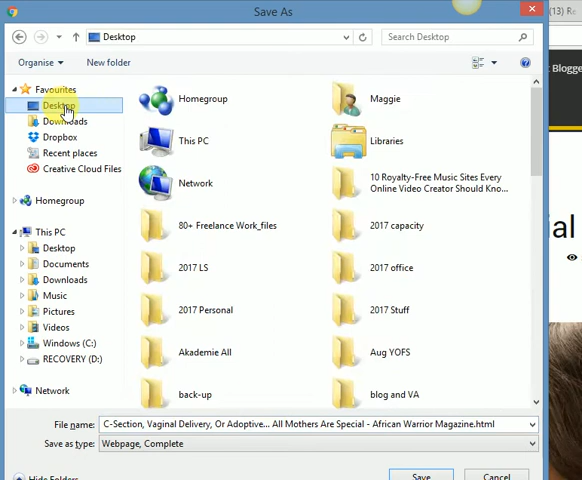 Save As
(13) Re
Desktop
Search Desktop
Organise
New folder
Favourites
Desktop
Downloads
Dropbox
Recent places
Creative Cloud Files
Homegroup
This PC
Desktop
Documents
Downloads
Music
Pictures
Videos
Windows (C:)
RECOVERY (D:)
Network
Homegroup
Maggie
This PC
Libraries
Network
10 Royalty-Free Music Sites Every
Online Video Creator Should Kno...
80+ Freelance Work_files
2017 capacity
2017 LS
2017 office
2017 Personal
2017 Stuff
Akademie All
Aug YOFS
back-up
blog and VA
t Blogge
ial
File name:
C-Section, Vaginal Delivery, Or Adoptive... All Mothers Are Special - African Warrior Magazine.html
Save as type:
Webpage, Complete
Hide Folders
Save
Cancel